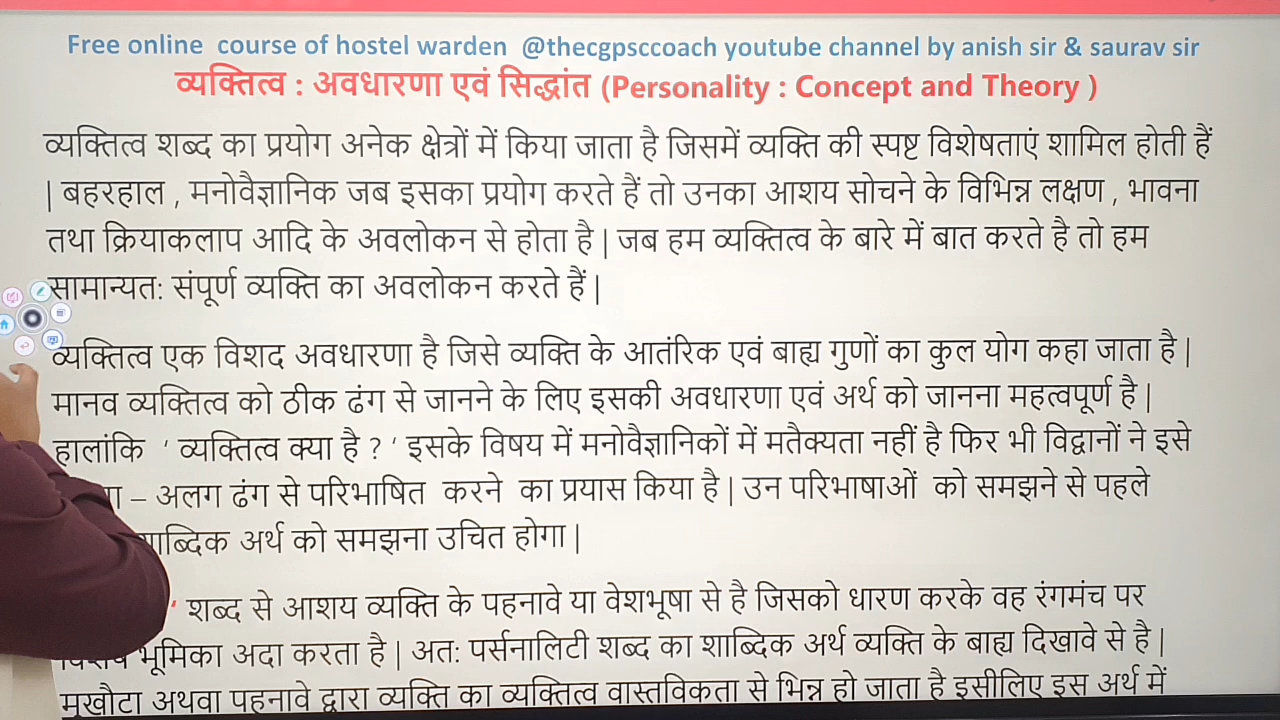 Free online course of hostel warden @thecgpsccoach youtube channel by anish sir & saurav sir
व्यक्तित्व : अवधारणा एवं सिद्धांत (Personality : Concept and Theory )
व्यक्तित्व शब्द का प्रयोग अनेक क्षेत्रों में किया जाता है जिसमें व्यक्ति की स्पष्ट विशेषताएं शामिल होती हैं
| बहरहाल , मनोवैज्ञानिक जब इसका प्रयोग करते हैं तो उनका आशय सोचने के विभिन्न लक्षण , भावना
तथा क्रियाकलाप आदि के अवलोकन से होता है | जब हम व्यक्तित्व के बारे में बात करते है तो हम
सामान्यत: संपूर्ण व्यक्ति का अवलोकन करते हैं |
व्यक्तित्व एक विशद अवधारणा है जिसे व्यक्ति के आतंरिक एवं बाह्य गुणों का कुल योग कहा जाता है |
मानव व्यक्तित्व को ठीक ढंग से जानने के लिए इसकी अवधारणा एवं अर्थ को जानना महत्वपूर्ण है |
हालांकि ' व्यक्तित्व क्या है ? ' इसके विषय में मनोवैज्ञानिकों में मतैक्यता नहीं है फिर भी विद्वानों ने इसे
– अलग ढंग से परिभाषित करने का प्रयास किया है | उन परिभाषाओं को समझने से पहले
शाब्दिक अर्थ को समझना उचित होगा |
' शब्द से आशय व्यक्ति के पहनावे या वेशभूषा से है जिसको धारण करके वह रंगमंच पर
भूमिका अदा करता है | अत: पर्सनालिटी शब्द का शाब्दिक अर्थ व्यक्ति के बाह्य दिखावे से है |
मुखौटा अथवा पहनावे द्वारा व्यक्ति का व्यक्तित्व वास्तविकता से भिन्न हो जाता है इसीलिए इस अर्थ में